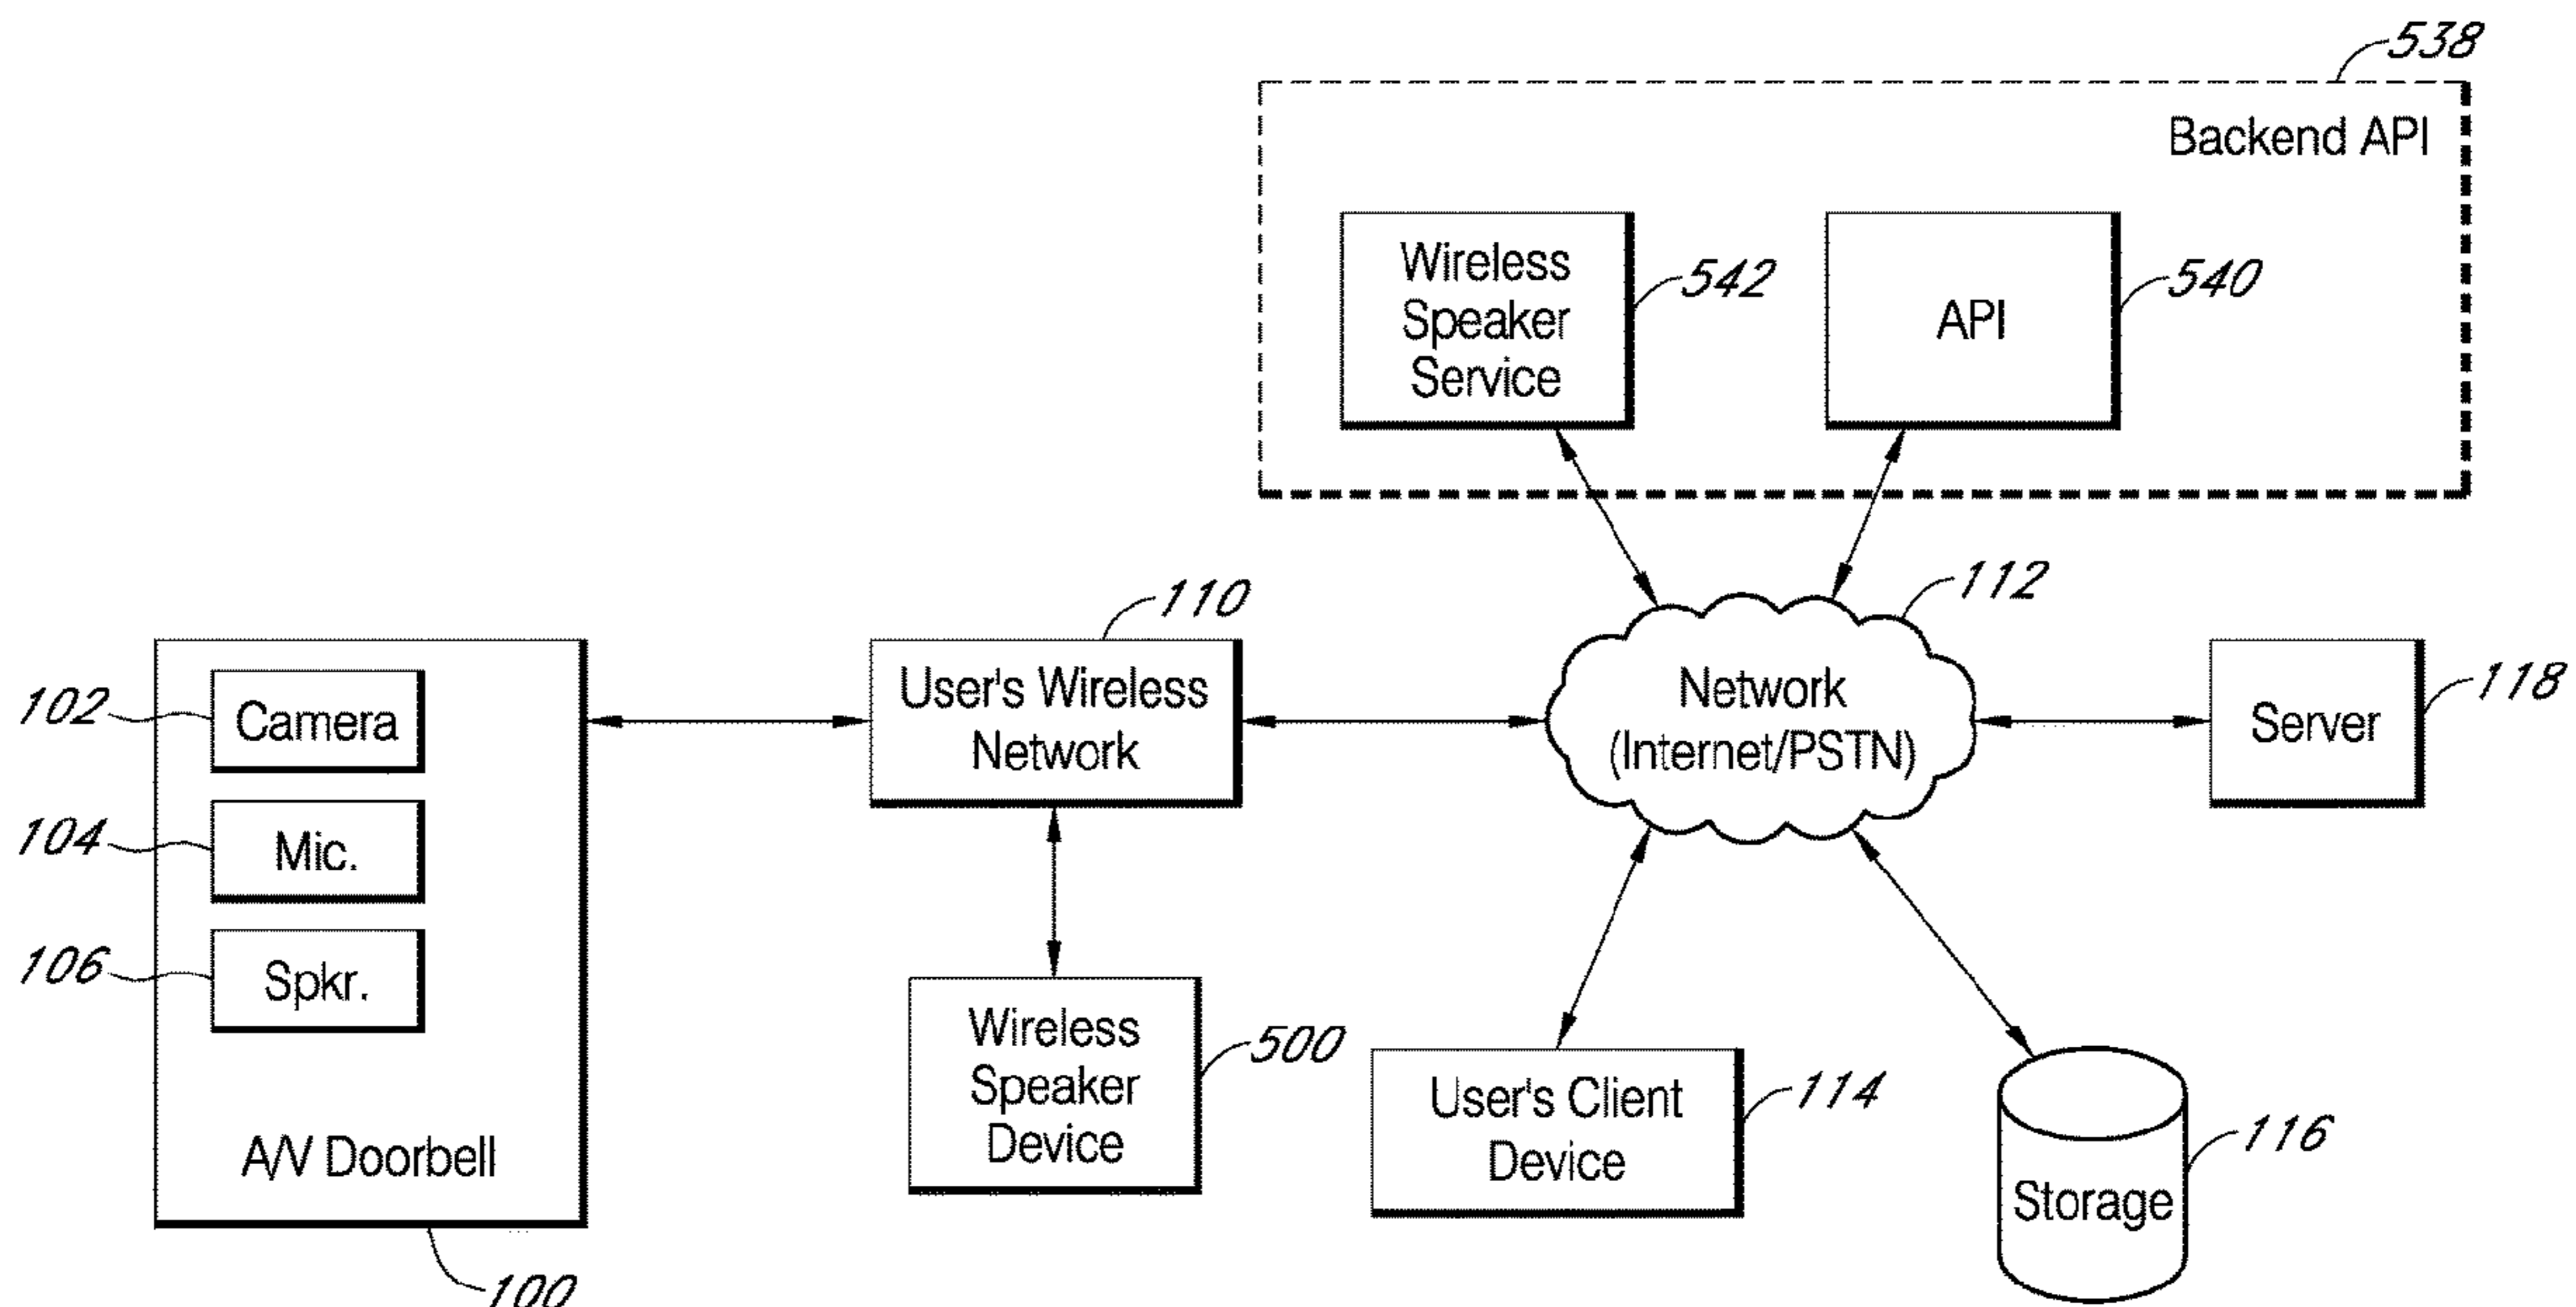 538
Backend API
Wireless
Speaker
Service
542
API
540
110
112
User's Wireless
Network
Network
(Internet/PSTN)
Server
118
102
Camera
104
Mic.
106
Spkr.
A/V Doorbell
100
Wireless
Speaker
Device
500
User's Client
Device
114
116
Storage